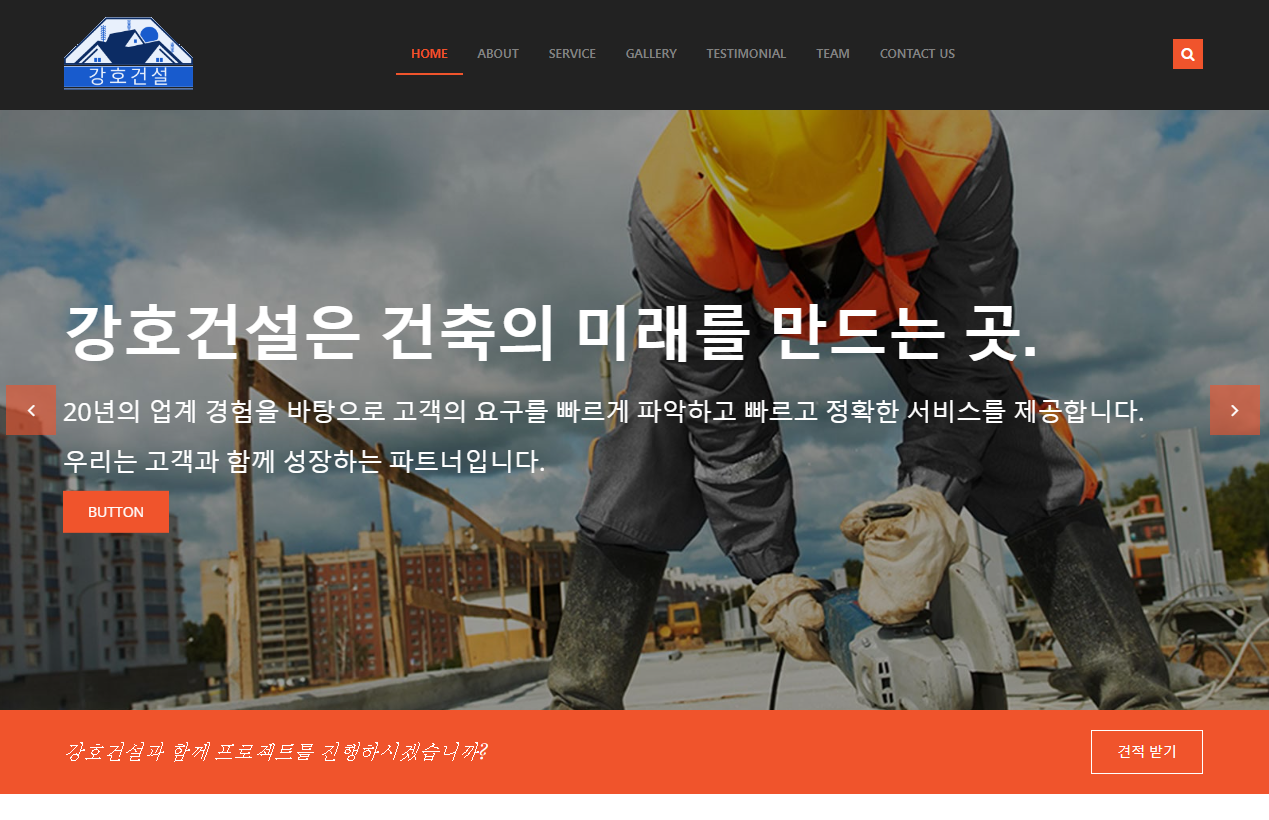 강호건설
HOME ABOUT SERVICE GALLERY TESTIMONIAL TEAM CONTACT US
강호건설은 건축의 미래를 만드는 곳.
20년의 업계 경험을 바탕으로 고객의 요구를 빠르게 파악하고 빠르고 정확한 서비스를 제공합니다.
우리는 고객과 함께 성장하는 파트너입니다.
BUTTON
강호건설과 함께 프로젝트를 진행하시겠습니까?
견적 받기